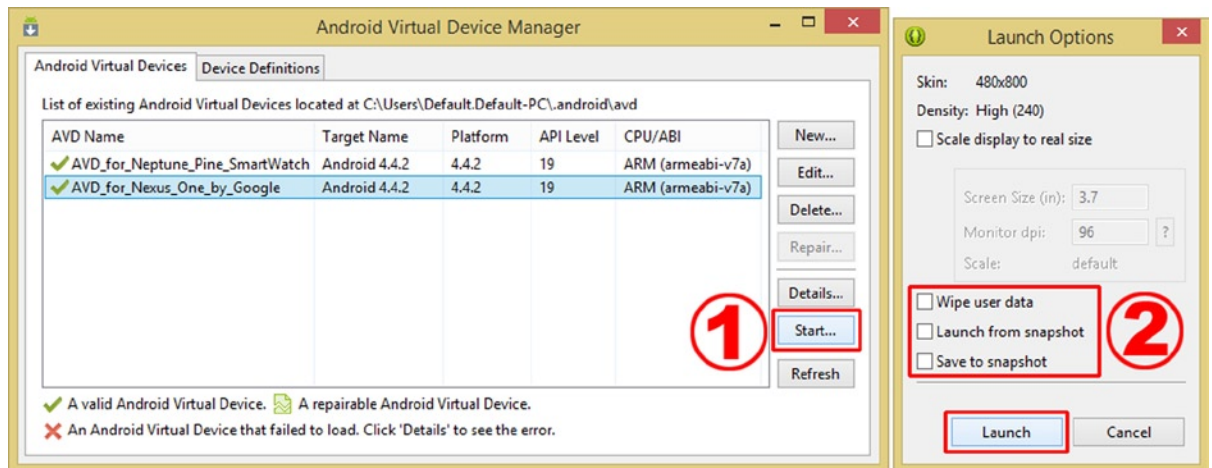 Android Virtual Device Manager
Android Virtual Devices Device Definitions
List of existing Android Virtual Devices located at C:\Users\Default.Default-PC\.android\avd
AVD Name Target Name Platform API Level CPU/ABI
AVD_for_Neptune_Pine_SmartWatch Android 4.4.2 4.4.2 19 ARM (armeabi-v7a)
AVD_for_Nexus_One_by_Google Android 4.4.2 4.4.2 19 ARM (armeabi-v7a)
New...
Edit...
Delete...
Repair...
Details...
1 Start...
Refresh
A valid Android Virtual Device. A repairable Android Virtual Device.
An Android Virtual Device that failed to load. Click 'Details' to see the error.
Launch Options
Skin: 480x800
Density: High (240)
Scale display to real size
Screen Size (in): 3.7
Monitor dpi: 96 ?
Scale: default
Wipe user data
Launch from snapshot 2
Save to snapshot
Launch Cancel